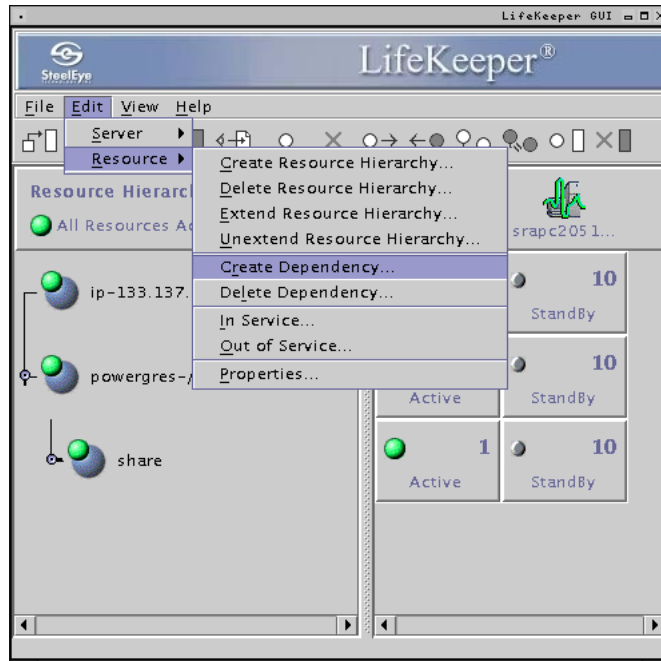 LifeKeeper GUI
SteelEye
LifeKeeper®
File Edit View Help
Server
Resource
Create Resource Hierarchy...
Delete Resource Hierarchy...
Extend Resource Hierarchy...
Unextend Resource Hierarchy...
Create Dependency...
Delete Dependency...
In Service...
Out of Service...
Properties...
Resource Hierarc
All Resources Ac
srapc2051...
ip-133.137.
10
StandBy
powergres-/
10
Active
StandBy
share
1
10
Active
StandBy